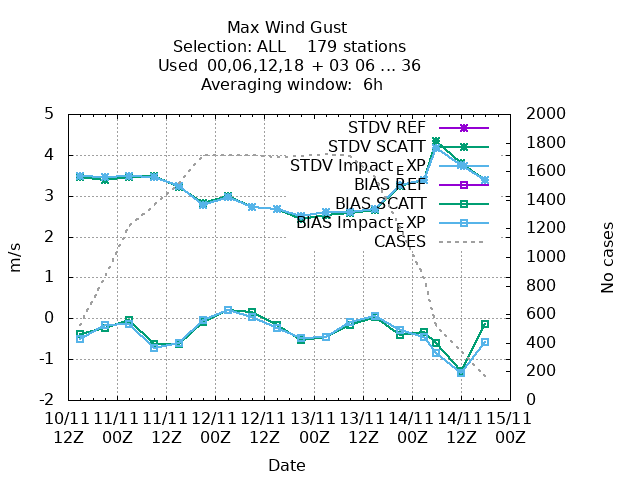 Max Wind Gust
Selection: ALL    179 stations
Used  00,06,12,18 + 03 06 ... 36
Averaging window:  6h
STDV REF
STDV SCATT
STDV Impact_EXP
BIAS REF
BIAS SCATT
BIAS Impact_EXP
CASES
5
4
3
2
1
0
-1
-2
2000
1800
1600
1400
1200
1000
800
600
400
200
0
m/s
No cases
10/11 11/11 11/11 12/11 12/11 13/11 13/11 14/11 14/11 15/11
12Z 00Z 12Z 00Z 12Z 00Z 12Z 00Z 12Z 00Z
Date